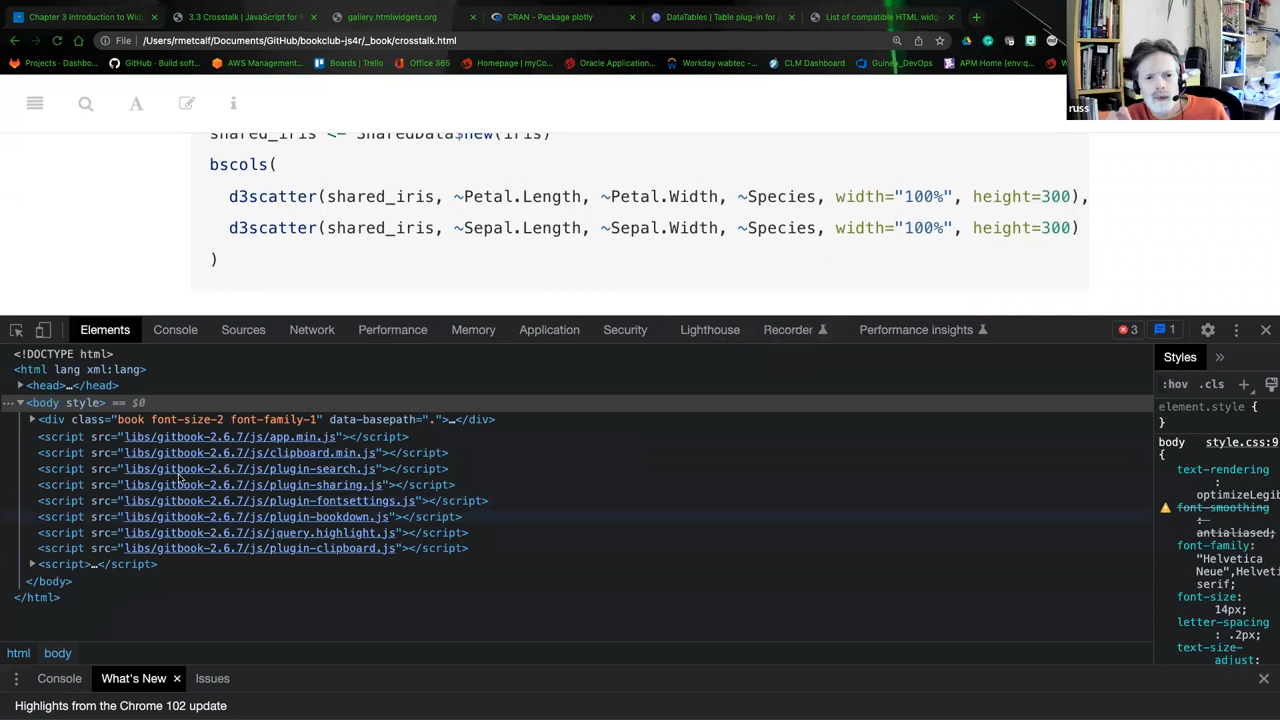 Chapter 3 Introduction to Wid
3.3 Crosstalk | JavaScript for R
gallery.htmlwidgets.org
CRAN - Package plotly
DataTables | Table plug-in for j
List of compatible HTML widg
File | /Users/rmetcalf/Documents/GitHub/bookclub-js4r/_book/crosstalk.html
Projects · Dashbo...
GitHub · Build soft...
AWS Management...
Boards | Trello
Office 365
Homepage | myCo...
Oracle Application...
Workday wabtec -...
CLM Dashboard
Guinea_DevOps
APM Home (env:q...
russ
shared_iris <- SharedData$new(iris)
bscols(
d3scatter(shared_iris, ~Petal.Length, ~Petal.Width, ~Species, width="100%", height=300),
d3scatter(shared_iris, ~Sepal.Length, ~Sepal.Width, ~Species, width="100%", height=300)
)
Elements Console Sources Network Performance Memory Application Security Lighthouse Recorder Performance insights 3 1
<!DOCTYPE html>
<html lang xml:lang>
<head>…</head>
<body style> == $0
<div class="book font-size-2 font-family-1" data-basepath=".">…</div>
<script src="libs/gitbook-2.6.7/js/app.min.js"></script>
<script src="libs/gitbook-2.6.7/js/clipboard.min.js"></script>
<script src="libs/gitbook-2.6.7/js/plugin-search.js"></script>
<script src="libs/gitbook-2.6.7/js/plugin-sharing.js"></script>
<script src="libs/gitbook-2.6.7/js/plugin-fontsettings.js"></script>
<script src="libs/gitbook-2.6.7/js/plugin-bookdown.js"></script>
<script src="libs/gitbook-2.6.7/js/jquery.highlight.js"></script>
<script src="libs/gitbook-2.6.7/js/plugin-clipboard.js"></script>
<script>…</script>
</body>
</html>
Styles »
:hov .cls +
element.style {
}
body style.css:9
{
text-rendering
:
optimizeLegib
font-smoothing
:
antialiased;
font-family:
"Helvetica
Neue",Helvet
serif;
font-size:
14px;
letter-spacing
: .2px;
text-size-
adjust:
html body
Console What's New Issues
Highlights from the Chrome 102 update